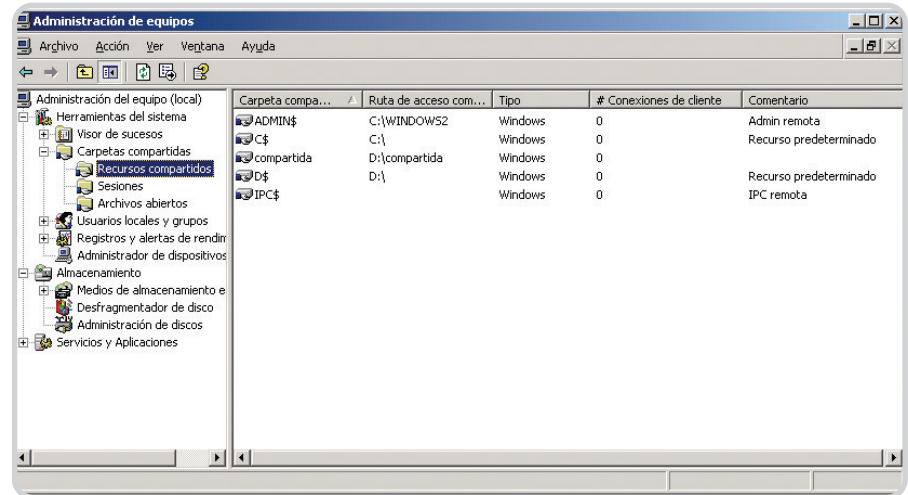 Administración de equipos
Archivo Acción Ver Ventana Ayuda
Administración del equipo (local)
Herramientas del sistema
Visor de sucesos
Carpetas compartidas
Recursos compartidos
Sesiones
Archivos abiertos
Usuarios locales y grupos
Registros y alertas de rendim
Administrador de dispositivos
Almacenamiento
Medios de almacenamiento e
Desfragmentador de disco
Administración de discos
Servicios y Aplicaciones
Carpeta compa... Ruta de acceso com... Tipo # Conexiones de cliente Comentario
ADMIN$ C:\WINDOWS2 Windows 0 Admin remota
C$ C:\ Windows 0 Recurso predeterminado
compartida D:\compartida Windows 0
D$ D:\ Windows 0 Recurso predeterminado
IPC$ Windows 0 IPC remota